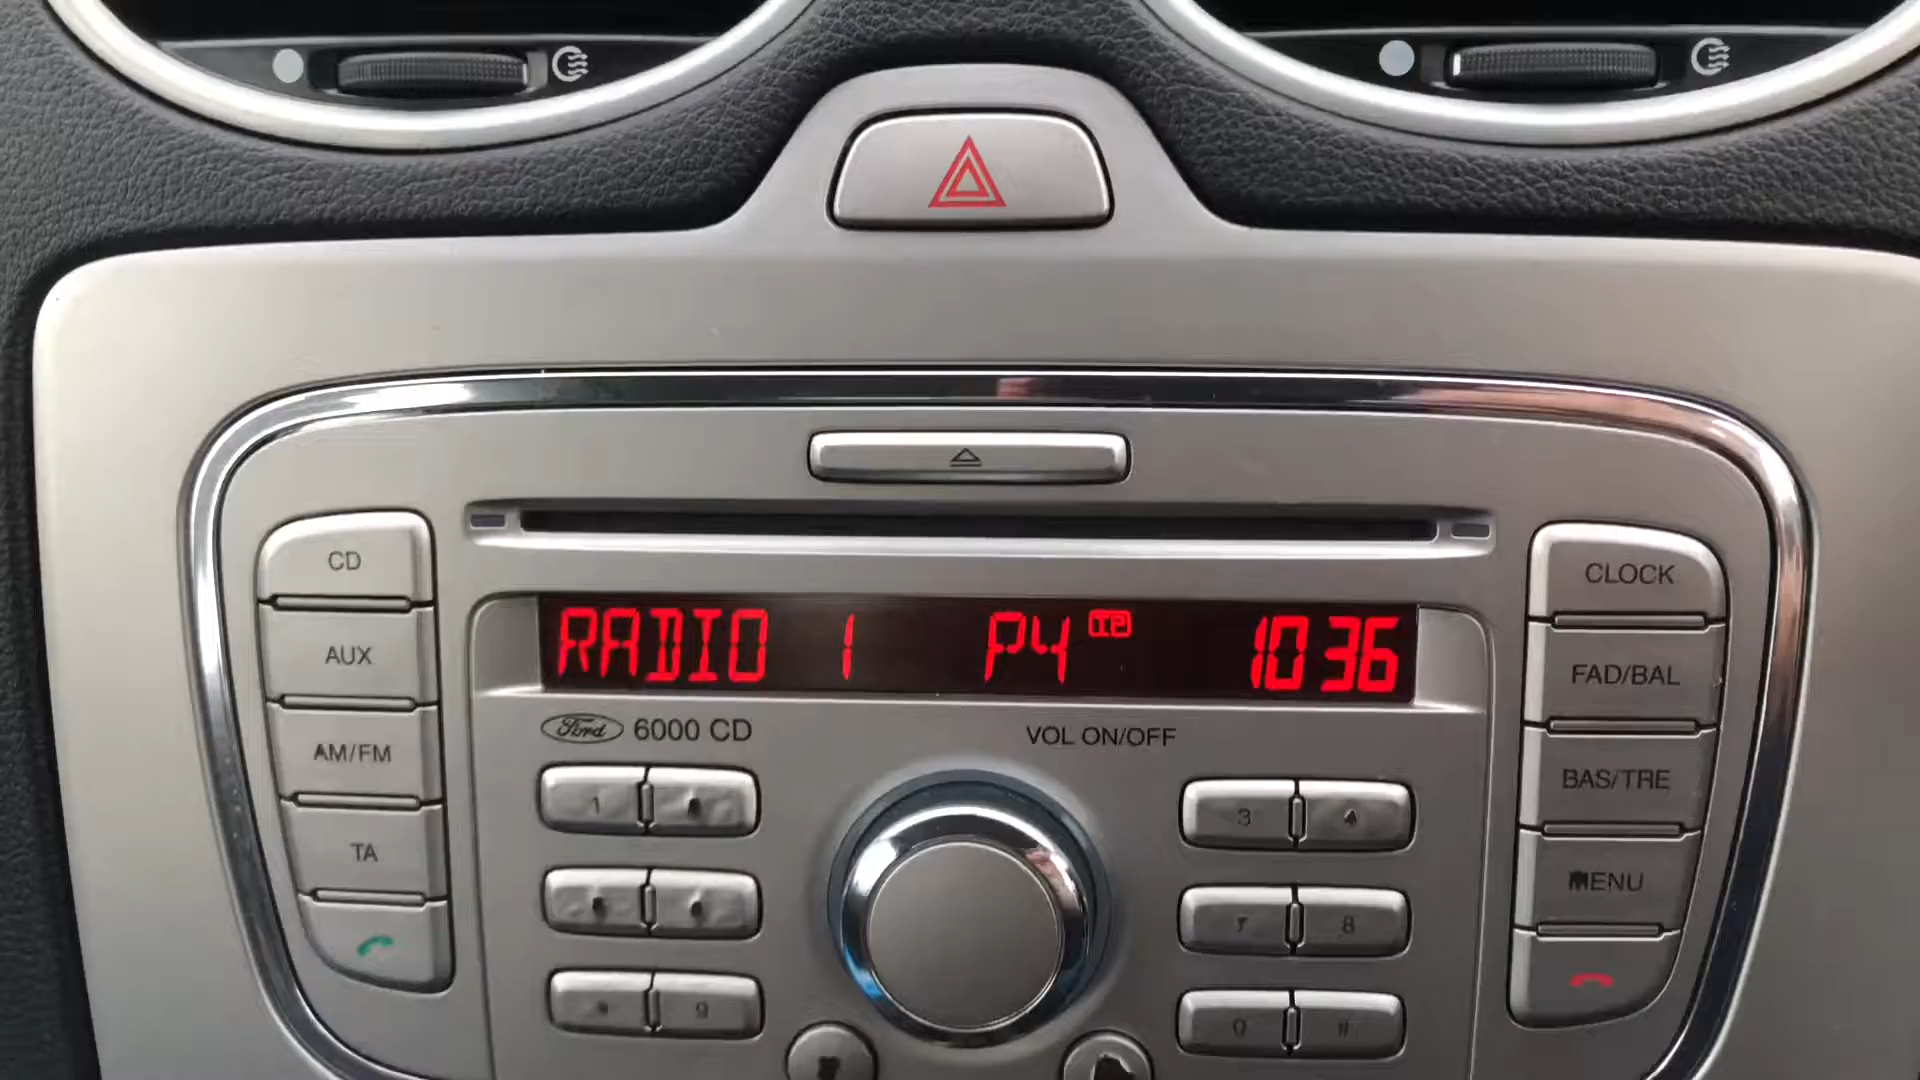 RADIO 1 P4 TP 10 36
CD
AUX
AM/FM
TA
Ford 6000 CD
VOL ON/OFF
CLOCK
FAD/BAL
BAS/TRE
MENU
1
3 4
7 8
* 9
0 #